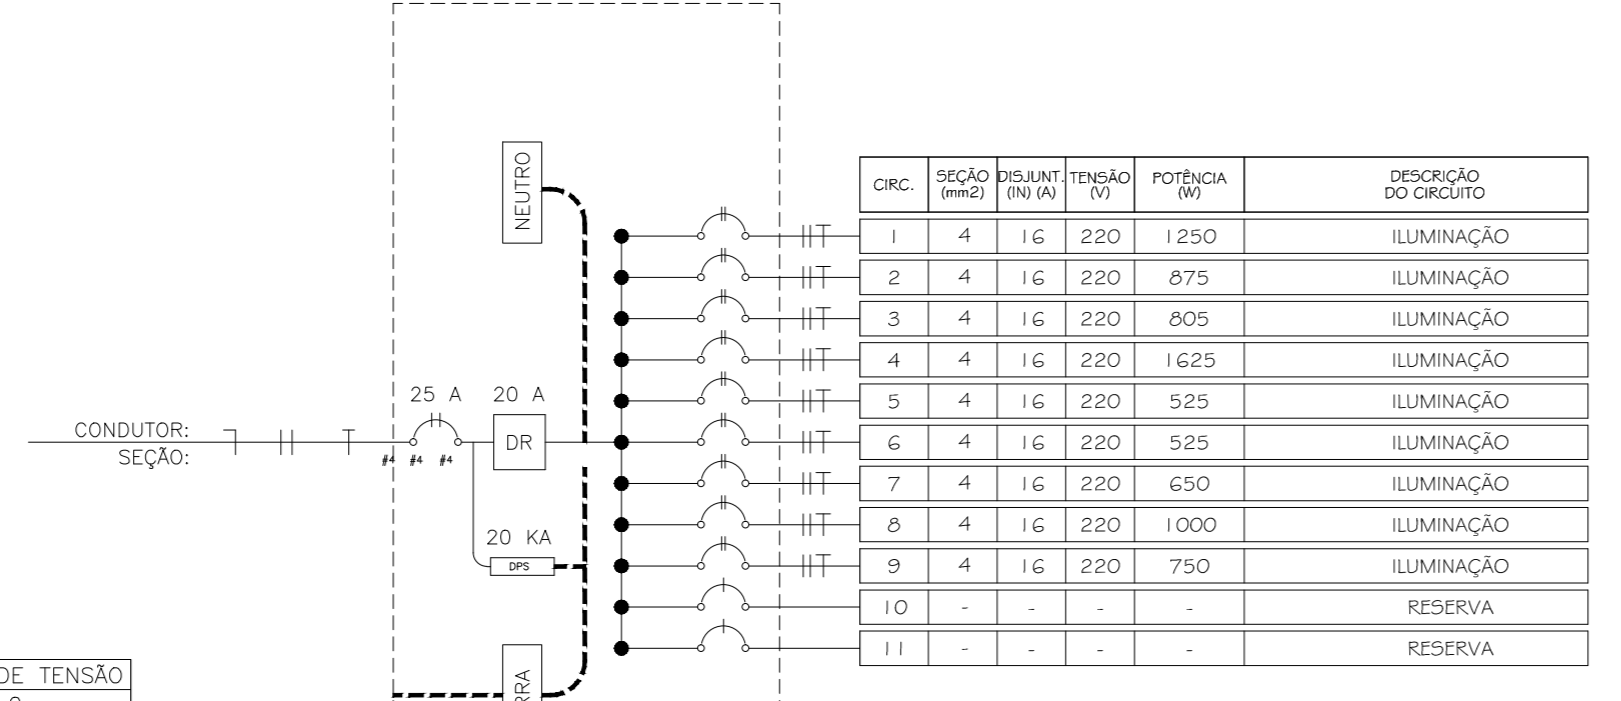 NEUTRO
CIRC. SEÇÃO (mm2) DISJUNT. (IN) (A) TENSÃO (V) POTÊNCIA (W) DESCRIÇÃO DO CIRCUITO
1 4 16 220 1250 ILUMINAÇÃO
2 4 16 220 875 ILUMINAÇÃO
3 4 16 220 805 ILUMINAÇÃO
4 4 16 220 1625 ILUMINAÇÃO
5 4 16 220 525 ILUMINAÇÃO
6 4 16 220 525 ILUMINAÇÃO
7 4 16 220 650 ILUMINAÇÃO
8 4 16 220 1000 ILUMINAÇÃO
9 4 16 220 750 ILUMINAÇÃO
10 - - - - RESERVA
11 - - - - RESERVA
25 A 20 A
CONDUTOR:
SEÇÃO:
#4 #4 #4
DR
20 KA
DPS
DE TENSÃO
RRA